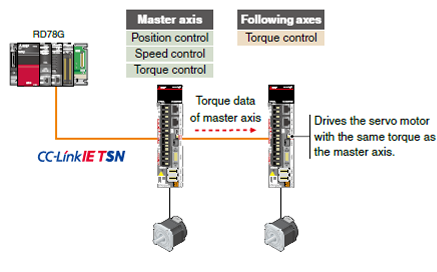 Master axis
Following axes
RD78G
Position control
Torque control
Speed control
Torque control
Torque data
of master axis
Drives the servo motor
with the same torque as
the master axis.
CC-Link IE TSN